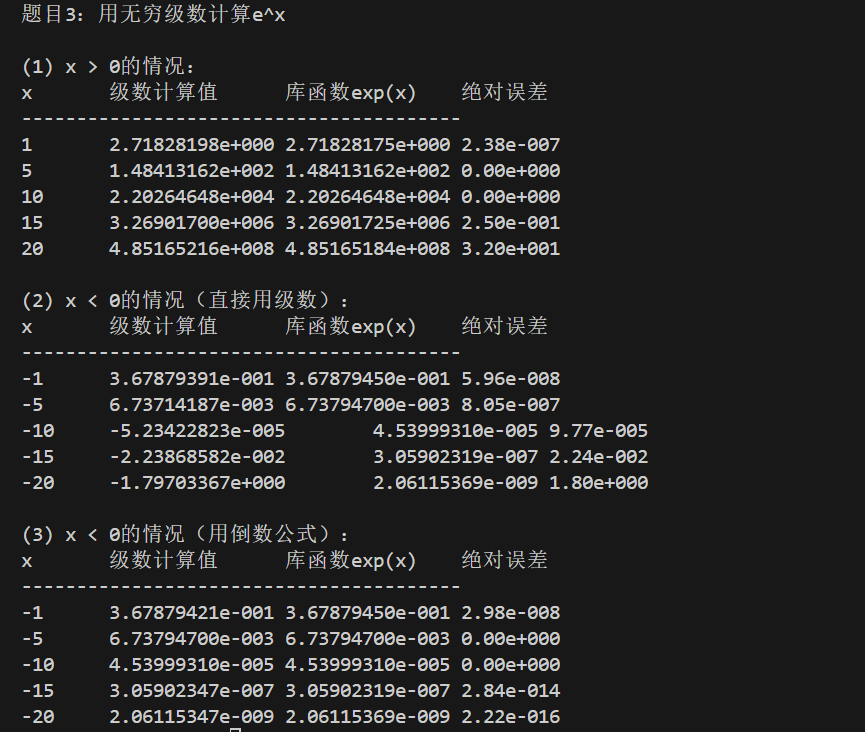 题目3: 用无穷级数计算e^x
(1) x > 0的情况:
x 级数计算值 库函数exp(x) 绝对误差
----------------------------------------
1 2.71828198e+000 2.71828175e+000 2.38e-007
5 1.48413162e+002 1.48413162e+002 0.00e+000
10 2.20264648e+004 2.20264648e+004 0.00e+000
15 3.26901700e+006 3.26901725e+006 2.50e-001
20 4.85165216e+008 4.85165184e+008 3.20e+001
(2) x < 0的情况（直接用级数）:
x 级数计算值 库函数exp(x) 绝对误差
----------------------------------------
-1 3.67879391e-001 3.67879450e-001 5.96e-008
-5 6.73714187e-003 6.73794700e-003 8.05e-007
-10 -5.23422823e-005 4.53999310e-005 9.77e-005
-15 -2.23868582e-002 3.05902319e-007 2.24e-002
-20 -1.79703367e+000 2.06115369e-009 1.80e+000
(3) x < 0的情况（用倒数公式）:
x 级数计算值 库函数exp(x) 绝对误差
----------------------------------------
-1 3.67879421e-001 3.67879450e-001 2.98e-008
-5 6.73794700e-003 6.73794700e-003 0.00e+000
-10 4.53999310e-005 4.53999310e-005 0.00e+000
-15 3.05902347e-007 3.05902319e-007 2.84e-014
-20 2.06115347e-009 2.06115369e-009 2.22e-016